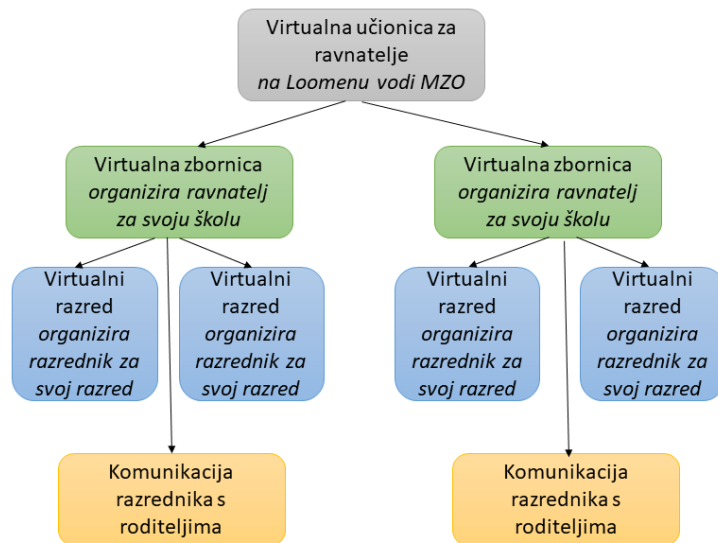 Virtualna učionica za
ravnatelje
na Loomenu vodi MZO
Virtualna zbornica
organizira ravnatelj
za svoju školu
Virtualna zbornica
organizira ravnatelj
za svoju školu
Virtualni
razred
organizira
razrednik za
svoj razred
Virtualni
razred
organizira
razrednik za
svoj razred
Virtualni
razred
organizira
razrednik za
svoj razred
Virtualni
razred
organizira
razrednik za
svoj razred
Komunikacija
razrednika s
roditeljima
Komunikacija
razrednika s
roditeljima